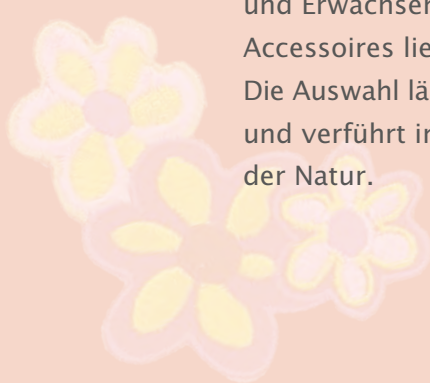 und Erwachsen
Accessoires lie
Die Auswahl lä
und verführt in
der Natur.